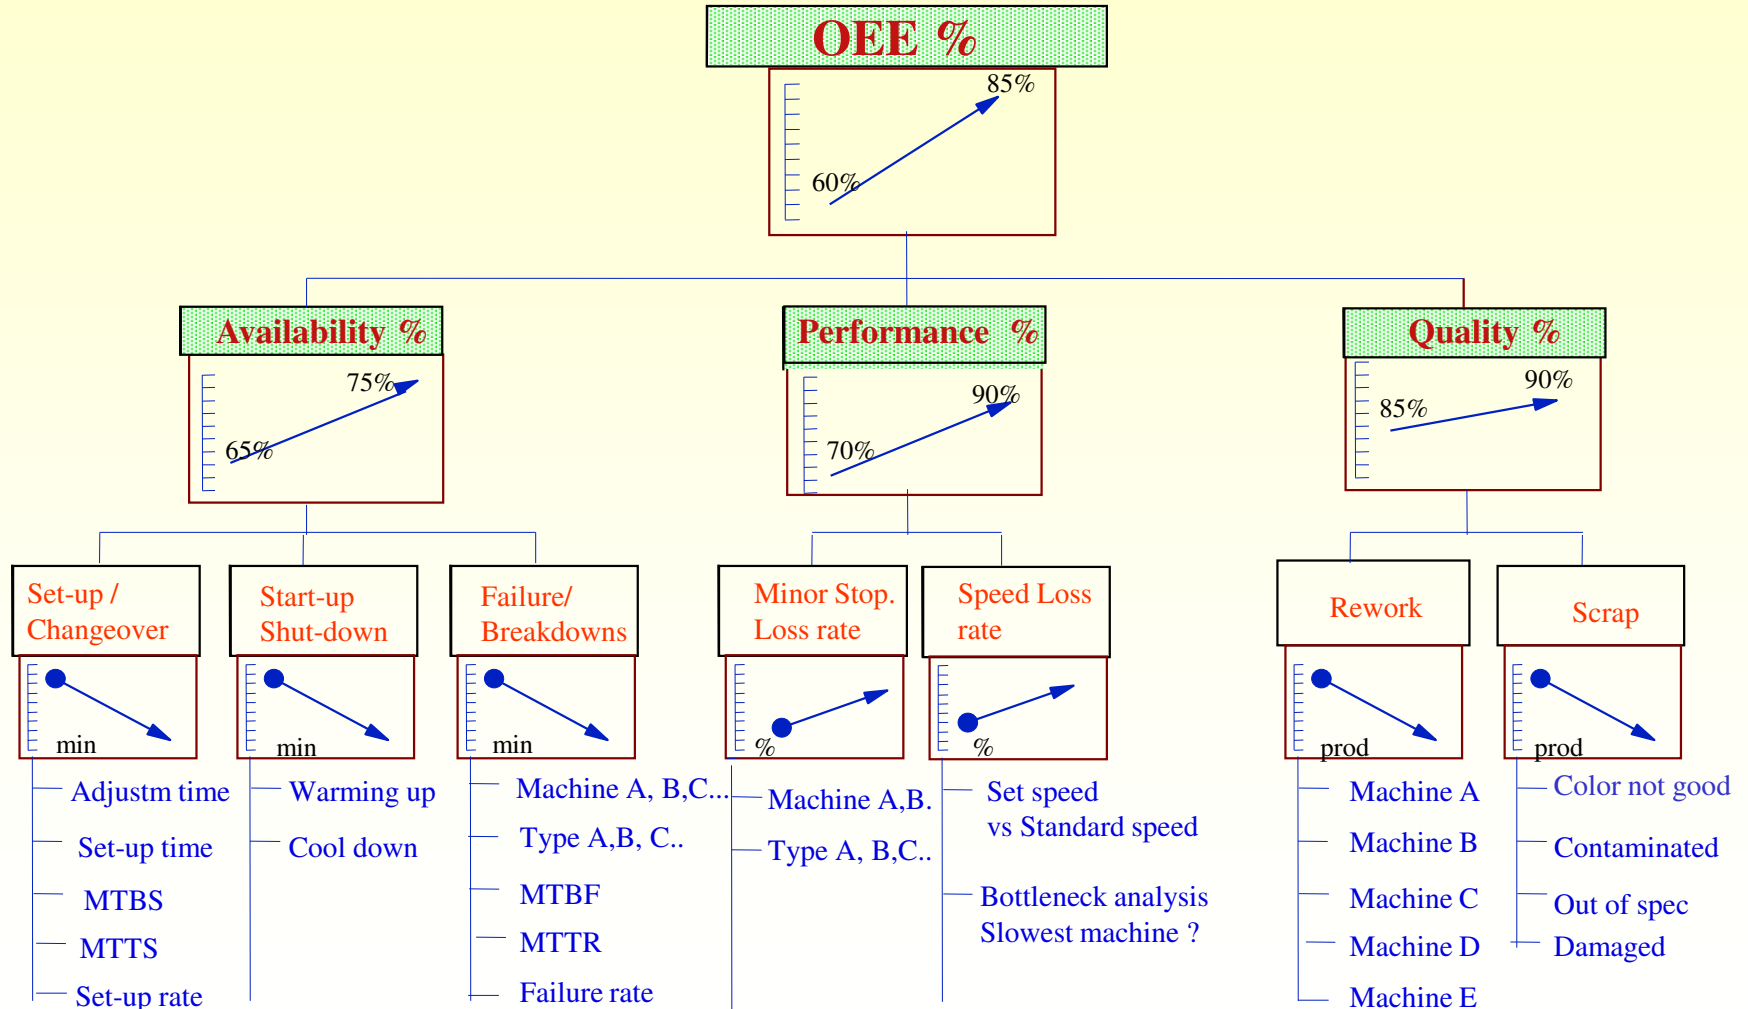 OEE %
85%
60%
Availability %
75%
65%
Performance %
90%
70%
Quality %
90%
85%
Set-up /
Changeover
min
Adjustm time
Set-up time
MTBS
MTTS
Set-up rate
Start-up
Shut-down
min
Warming up
Cool down
Failure/
Breakdowns
min
Machine A, B,C...
Type A,B, C..
MTBF
MTTR
Failure rate
Minor Stop.
Loss rate
%
Machine A,B.
Type A, B,C..
Speed Loss
rate
%
Set speed
vs Standard speed
Bottleneck analysis
Slowest machine ?
Rework
prod
Machine A
Machine B
Machine C
Machine D
Machine E
Scrap
prod
Color not good
Contaminated
Out of spec
Damaged